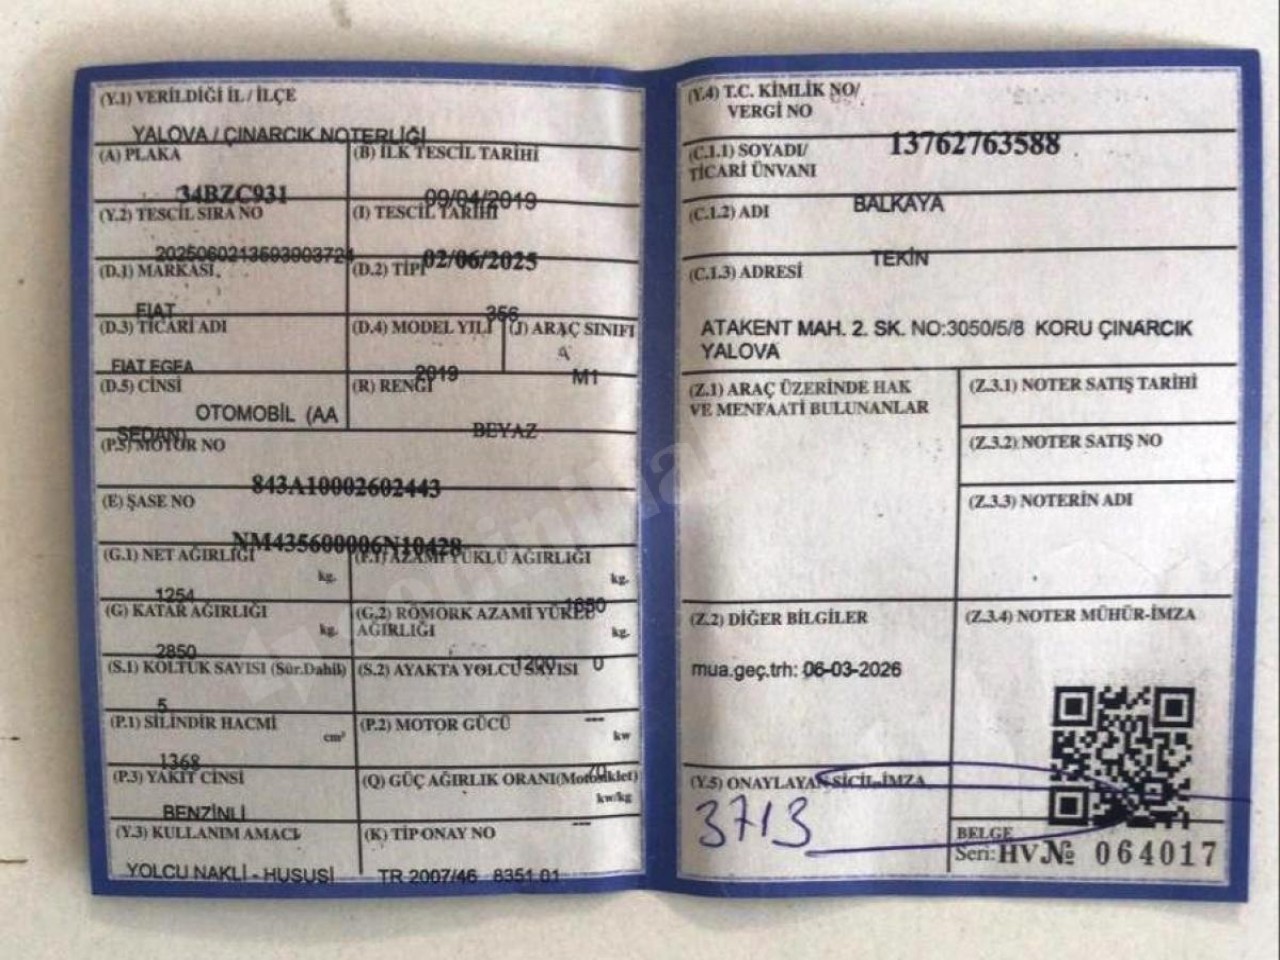 (Y.1) VERİLDİĞİ İL / İLÇE
YALOVA / ÇINARCIK NOTERLİĞİ
(A) PLAKA
34BZC931
(B) İLK TESCİL TARİHİ
09/04/2019
(Y.2) TESCİL SIRA NO
2025060213593903724
(I) TESCİL TARİHİ
02/06/2025
(D.1) MARKASI
FIAT
(D.2) TİPİ
356
(D.3) TİCARİ ADI
FIAT EGEA
(D.4) MODEL YILI
2019
(J) ARAÇ SINIFI
M1
(D.5) CİNSİ
OTOMOBİL (AA
SEDAN)
(R) RENGİ
BEYAZ
(P.5) MOTOR NO
843A10002602443
(E) ŞASE NO
NM435600006N10428
(G.1) NET AĞIRLIĞI
kg.
1254
(F.1) AZAMİ YÜKLÜ AĞIRLIĞI
kg.
1650
(G) KATAR AĞIRLIĞI
kg.
2850
(G.2) ROMORK AZAMİ YÜKLÜ
AĞIRLIĞI
kg.
1200
(S.1) KOLTUK SAYISI (Sür.Dahil)
5
(S.2) AYAKTA YOLCU SAYISI
0
(P.1) SİLİNDİR HACMİ
cm³
1368
(P.2) MOTOR GÜCÜ
---
kw
70
(P.3) YAKIT CİNSİ
BENZİNLİ
(Q) GÜÇ AĞIRLIK ORANI(Motosiklet)
kw/kg
---
(Y.3) KULLANIM AMACI
YOLCU NAKLİ - HUSUSİ
(K) TİP ONAY NO
TR 2007/46 8351.01
(Y.4) T.C. KİMLİK NO/
VERGİ NO
13762763588
(C.1.1) SOYADI/
TİCARİ ÜNVANI
BALKAYA
(C.1.2) ADI
TEKİN
(C.1.3) ADRESİ
ATAKENT MAH. 2. SK. NO:3050/5/8 KORU ÇINARCIK
YALOVA
(Z.1) ARAÇ ÜZERİNDE HAK
VE MENFAATİ BULUNANLAR
(Z.3.1) NOTER SATIŞ TARİHİ
(Z.3.2) NOTER SATIŞ NO
(Z.3.3) NOTERİN ADI
(Z.2) DİĞER BİLGİLER
mua.geç.trh: 06-03-2026
(Z.3.4) NOTER MÜHÜR-İMZA
(Y.5) ONAYLAYAN SİCİL-İMZA
3713
BELGE
Seri: HV № 064017